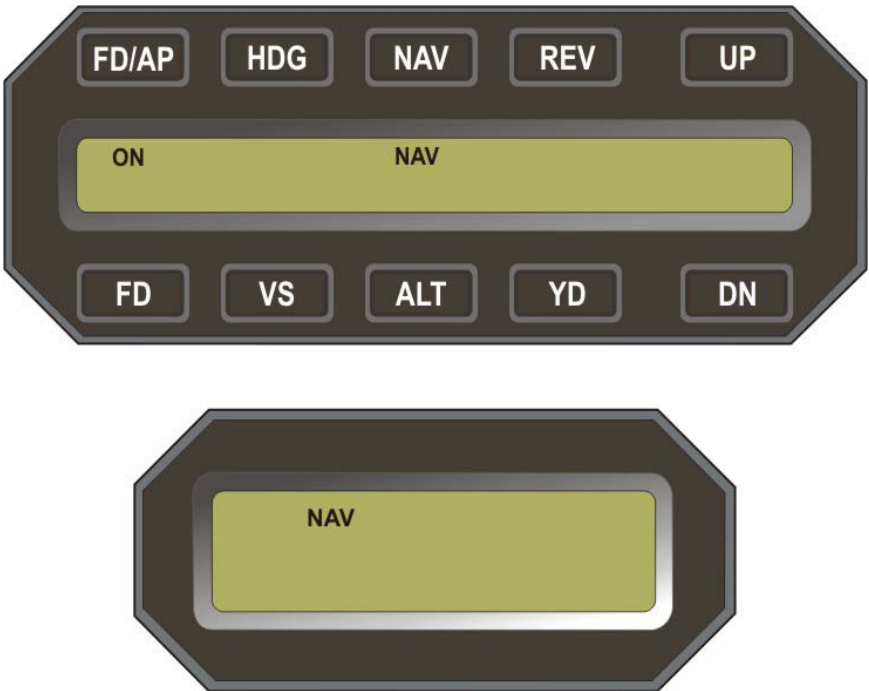 FD/AP HDG NAV REV UP
ON NAV
FD VS ALT YD DN
NAV